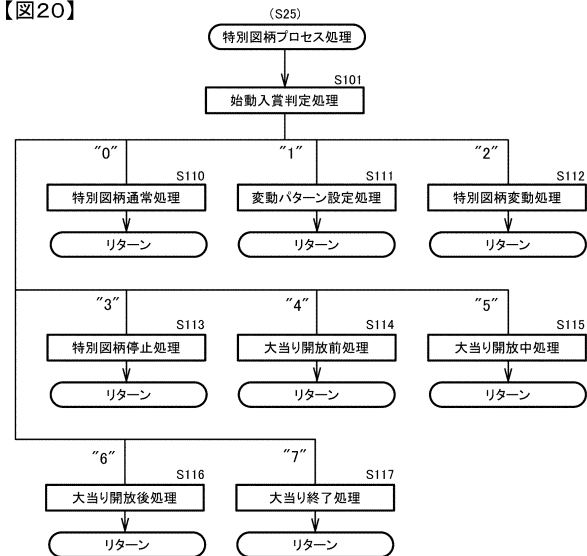 【図20】
(S25)
特別図柄プロセス処理
S101
始動入賞判定処理
"0"
"1"
"2"
S110
S111
S112
特別図柄通常処理
変動パターン設定処理
特別図柄変動処理
リターン
リターン
リターン
"3"
"4"
"5"
S113
S114
S115
特別図柄停止処理
大当り開放前処理
大当り開放中処理
リターン
リターン
リターン
"6"
"7"
S116
S117
大当り開放後処理
大当り終了処理
リターン
リターン